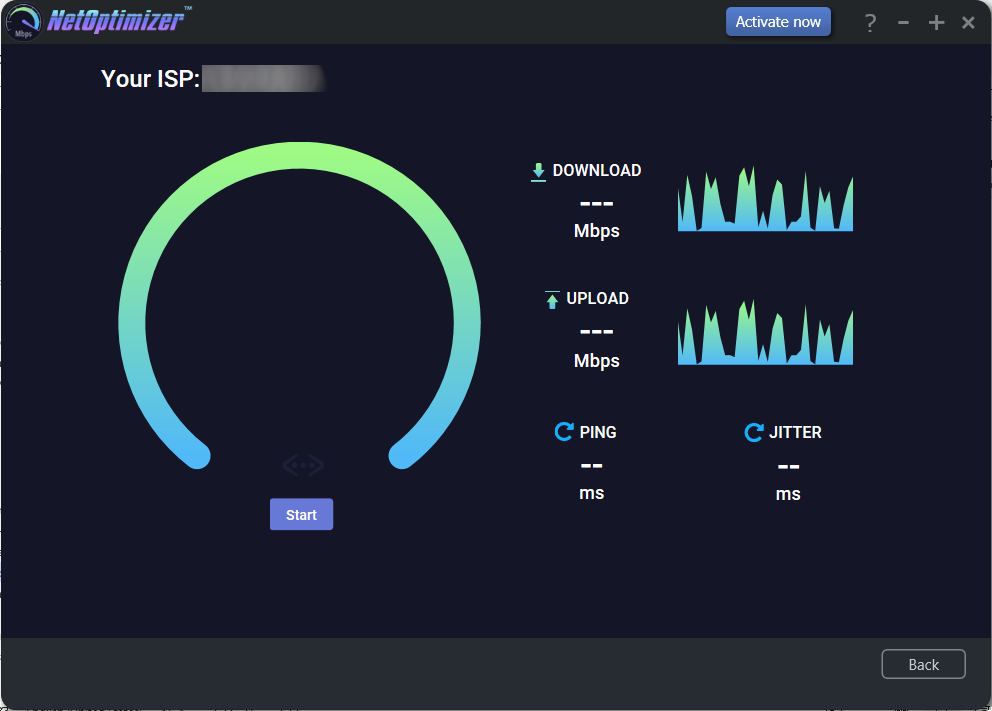 Mbps
NetOptimizer™
Activate now
?
Your ISP:
DOWNLOAD
---
Mbps
UPLOAD
---
Mbps
PING
--
ms
JITTER
--
ms
Start
Back